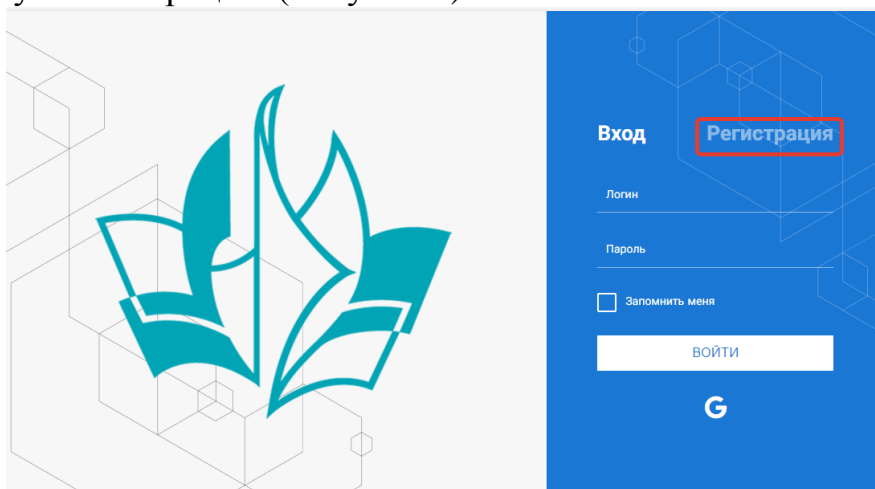 Вход Регистрация
Логин
Пароль
Запомнить меня
ВОЙТИ
G